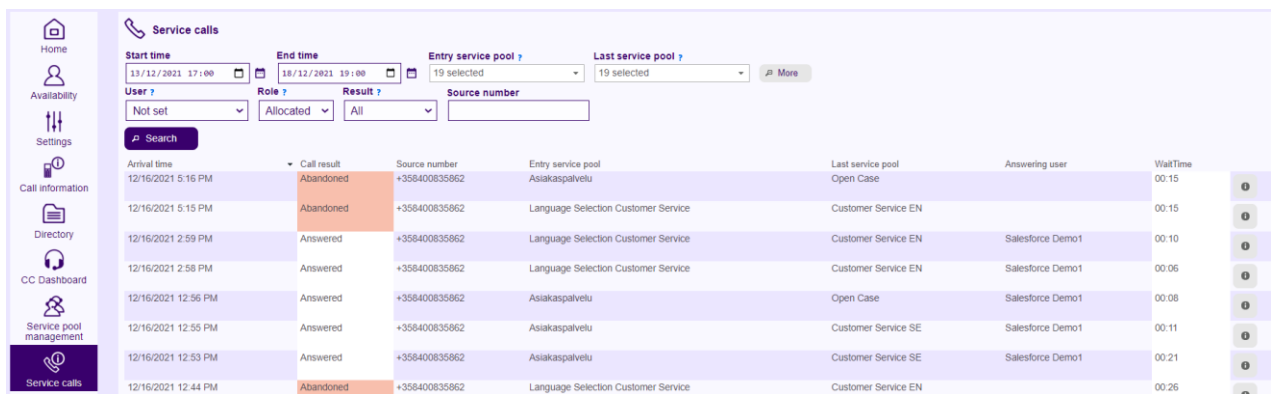 Home
Availability
Settings
Call information
Directory
CC Dashboard
Service pool
management
Service calls
Service calls
Start time End time Entry service pool ? Last service pool ?
13/12/2021 17:00 18/12/2021 19:00 19 selected 19 selected More
User ? Role ? Result ? Source number
Not set Allocated All
Search
Arrival time Call result Source number Entry service pool Last service pool Answering user WaitTime
12/16/2021 5:16 PM Abandoned +358400835862 Asiakaspalvelu Open Case 00:15
12/16/2021 5:15 PM Abandoned +358400835862 Language Selection Customer Service Customer Service EN 00:15
12/16/2021 2:59 PM Answered +358400835862 Language Selection Customer Service Customer Service EN Salesforce Demo1 00:10
12/16/2021 2:58 PM Answered +358400835862 Language Selection Customer Service Customer Service EN Salesforce Demo1 00:06
12/16/2021 12:56 PM Answered +358400835862 Asiakaspalvelu Open Case Salesforce Demo1 00:08
12/16/2021 12:55 PM Answered +358400835862 Asiakaspalvelu Customer Service SE Salesforce Demo1 00:11
12/16/2021 12:53 PM Answered +358400835862 Asiakaspalvelu Customer Service SE Salesforce Demo1 00:21
12/16/2021 12:44 PM Abandoned +358400835862 Language Selection Customer Service Customer Service EN 00:26